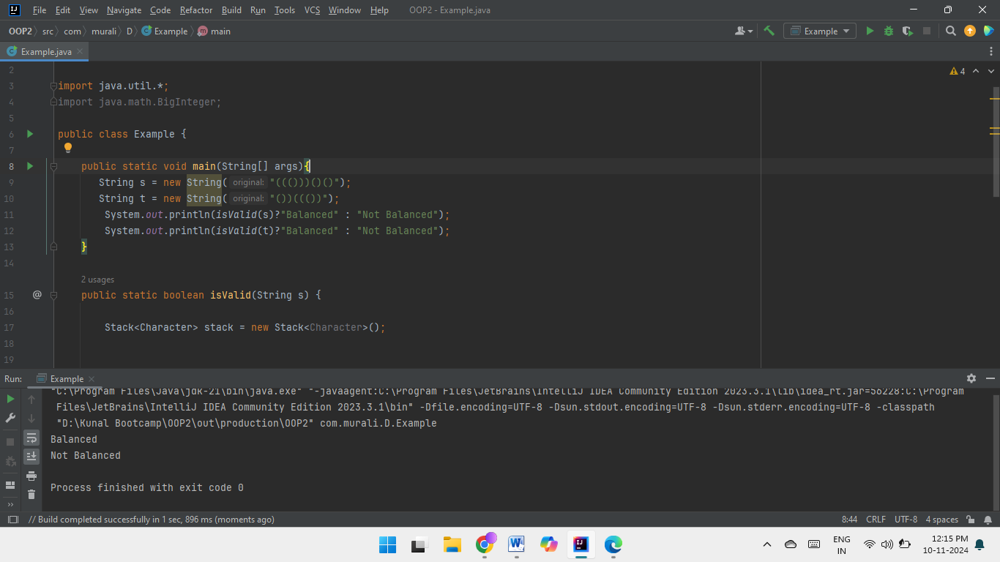 File Edit View Navigate Code Refactor Build Run Tools VCS Window Help OOP2 - Example.java
OOP2 src com murali D Example main Example
Example.java
2 4
3 import java.util.*;
4 import java.math.BigInteger;
5
6 public class Example {
7
8 public static void main(String[] args){
9 String s = new String( original: "((()))()()");
10 String t = new String( original: "())((())");
11 System.out.println(isValid(s)?"Balanced" : "Not Balanced");
12 System.out.println(isValid(t)?"Balanced" : "Not Balanced");
13 }
14
2 usages
15 @ public static boolean isValid(String s) {
16
17 Stack<Character> stack = new Stack<Character>();
18
19
Run: Example
"C:\Program Files\Java\jdk-21\bin\java.exe" "-javaagent:C:\Program Files\JetBrains\IntelliJ IDEA Community Edition 2023.3.1\lib\idea_rt.jar=56228:C:\Program
Files\JetBrains\IntelliJ IDEA Community Edition 2023.3.1\bin" -Dfile.encoding=UTF-8 -Dsun.stdout.encoding=UTF-8 -Dsun.stderr.encoding=UTF-8 -classpath
"D:\Kunal Bootcamp\OOP2\out\production\OOP2" com.murali.D.Example
Balanced
Not Balanced
Process finished with exit code 0
// Build completed successfully in 1 sec, 896 ms (moments ago) 8:44 CRLF UTF-8 4 spaces
ENG 12:15 PM
IN 10-11-2024